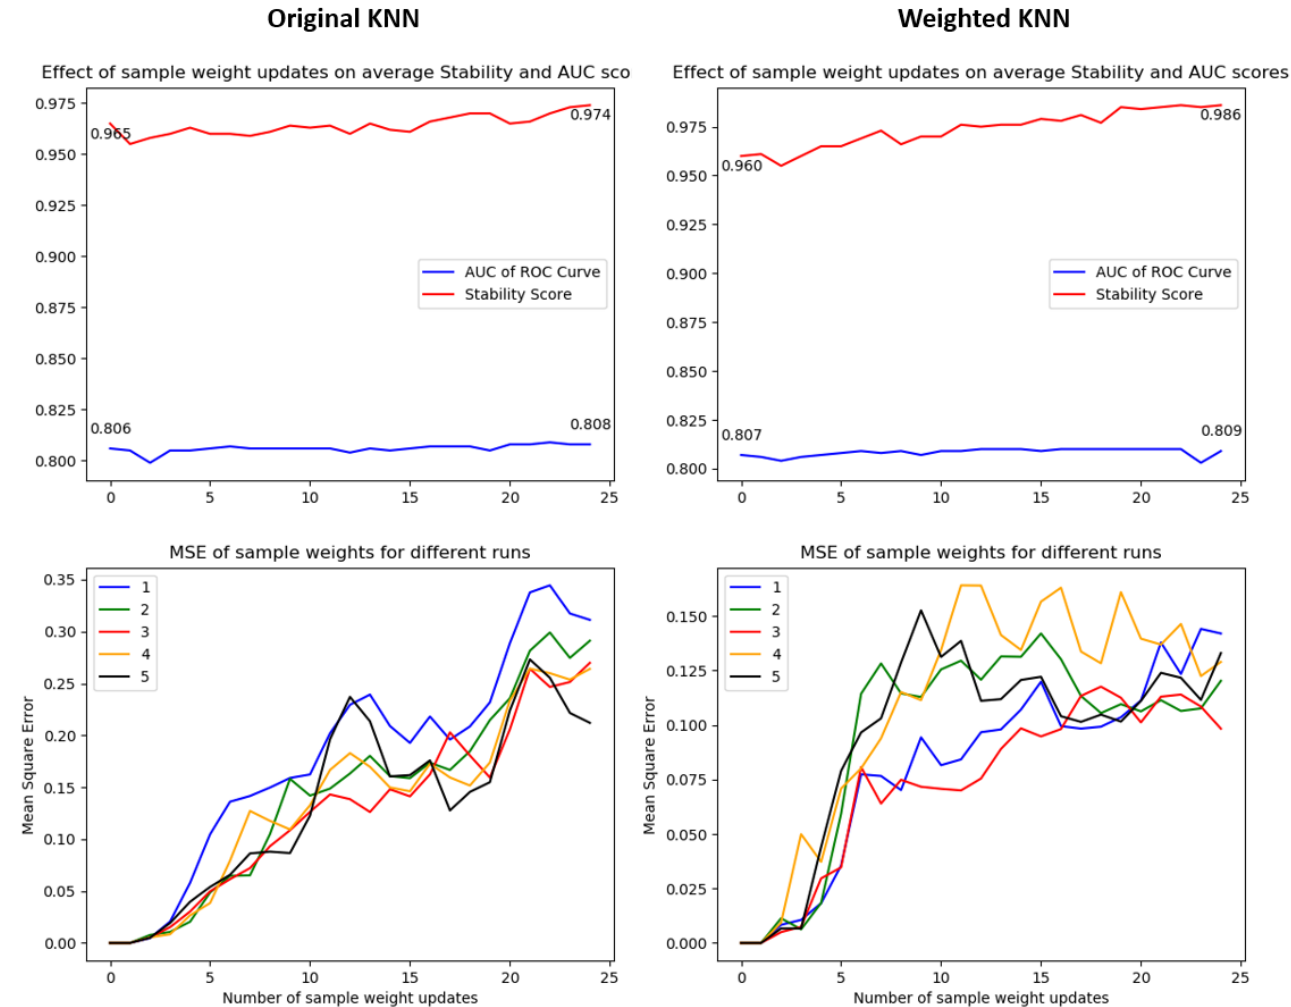 Original KNN
Weighted KNN
Effect of sample weight updates on average Stability and AUC sco
0.975
0.950
0.925
0.900
0.875
0.850
0.825
0.800
0.965
0.974
AUC of ROC Curve
Stability Score
0.806
0.808
0 5 10 15 20 25
Effect of sample weight updates on average Stability and AUC scores
0.975
0.950
0.925
0.900
0.875
0.850
0.825
0.800
0.960
0.986
AUC of ROC Curve
Stability Score
0.807
0.809
0 5 10 15 20 25
MSE of sample weights for different runs
Mean Square Error
0.35
0.30
0.25
0.20
0.15
0.10
0.05
0.00
1
2
3
4
5
0 5 10 15 20 25
Number of sample weight updates
MSE of sample weights for different runs
Mean Square Error
0.150
0.125
0.100
0.075
0.050
0.025
0.000
1
2
3
4
5
0 5 10 15 20 25
Number of sample weight updates